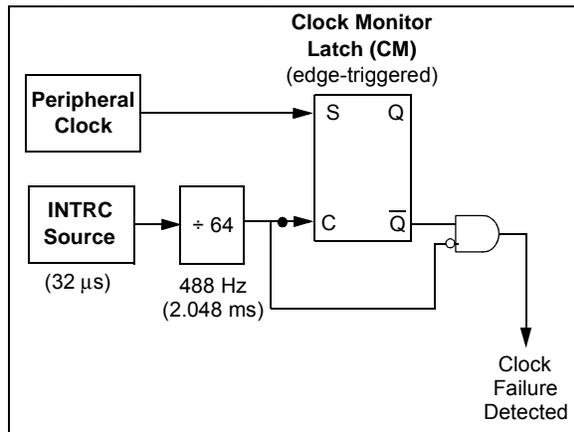 Clock Monitor
Latch (CM)
(edge-triggered)
Peripheral
Clock
S
Q
INTRC
Source
÷ 64
C
Q̅
(32 μs)
488 Hz
(2.048 ms)
Clock
Failure
Detected